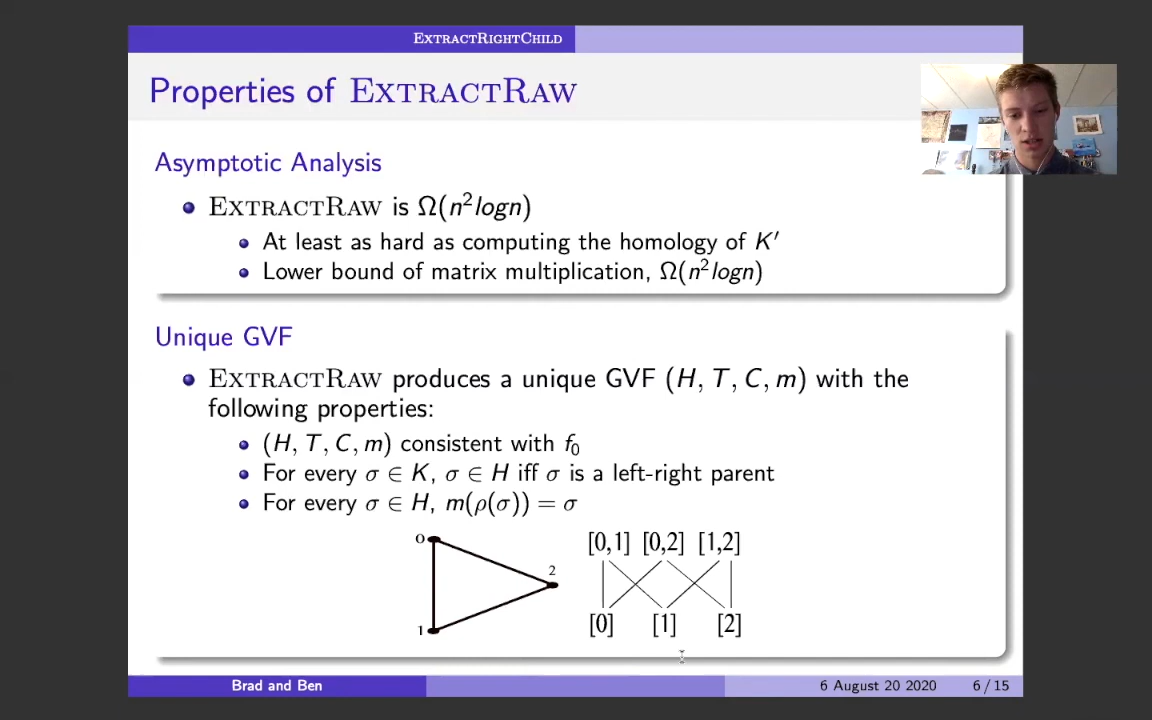 EXTRACTRIGHTCHILD
Properties of EXTRACTRAW
Asymptotic Analysis
EXTRACTRAW is Ω(n²logn)
At least as hard as computing the homology of K′
Lower bound of matrix multiplication, Ω(n²logn)
Unique GVF
EXTRACTRAW produces a unique GVF (H, T, C, m) with the
following properties:
(H, T, C, m) consistent with f₀
For every σ ∈ K, σ ∈ H iff σ is a left-right parent
For every σ ∈ H, m(ρ(σ)) = σ
0
2
1
[0,1] [0,2] [1,2]
[0] [1] [2]
Brad and Ben
6 August 20 2020
6 / 15